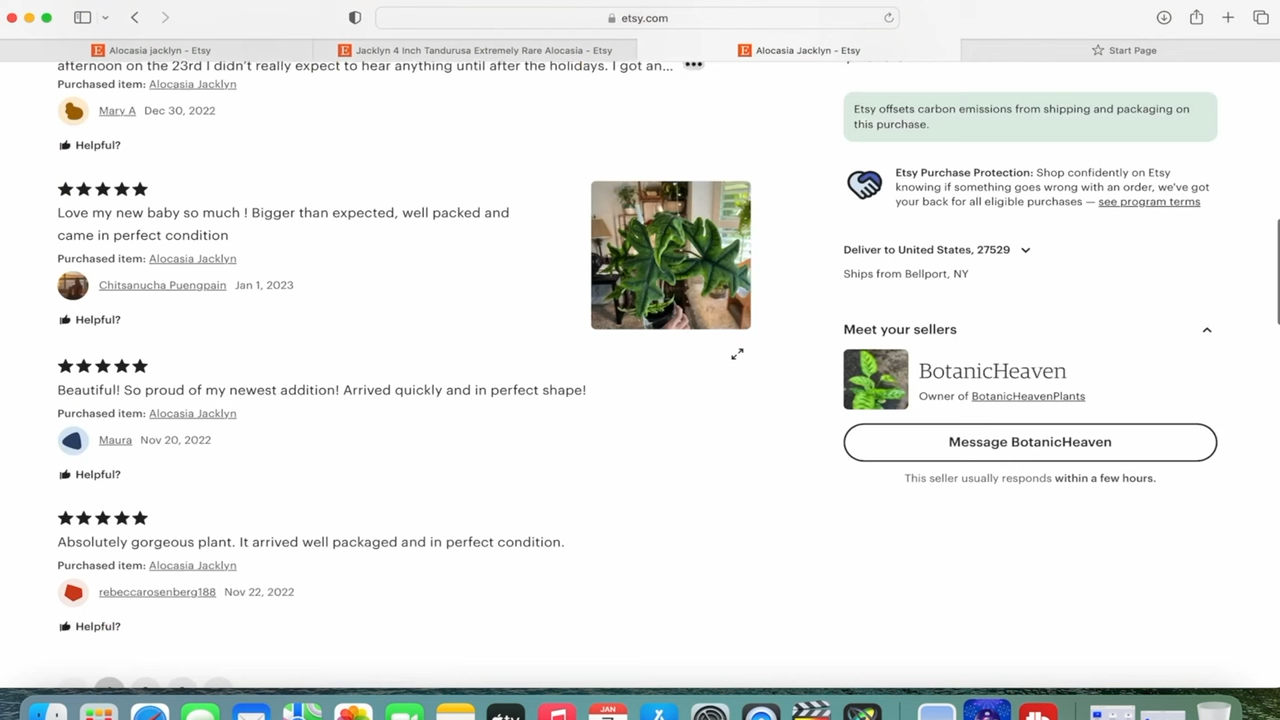 etsy.com
Alocasia jacklyn - Etsy
Jacklyn 4 Inch Tandurusa Extremely Rare Alocasia - Etsy
Alocasia Jacklyn - Etsy
Start Page
afternoon on the 23rd I didn't really expect to hear anything until after the holidays. I got an...
Purchased item: Alocasia Jacklyn
Mary A Dec 30, 2022
Helpful?
Love my new baby so much ! Bigger than expected, well packed and
came in perfect condition
Purchased item: Alocasia Jacklyn
Chitsanucha Puengpain Jan 1, 2023
Helpful?
Beautiful! So proud of my newest addition! Arrived quickly and in perfect shape!
Purchased item: Alocasia Jacklyn
Maura Nov 20, 2022
Helpful?
Absolutely gorgeous plant. It arrived well packaged and in perfect condition.
Purchased item: Alocasia Jacklyn
rebeccarosenberg188 Nov 22, 2022
Helpful?
Etsy offsets carbon emissions from shipping and packaging on
this purchase.
Etsy Purchase Protection: Shop confidently on Etsy
knowing if something goes wrong with an order, we've got
your back for all eligible purchases — see program terms
Deliver to United States, 27529
Ships from Bellport, NY
Meet your sellers
BotanicHeaven
Owner of BotanicHeavenPlants
Message BotanicHeaven
This seller usually responds within a few hours.
JAN